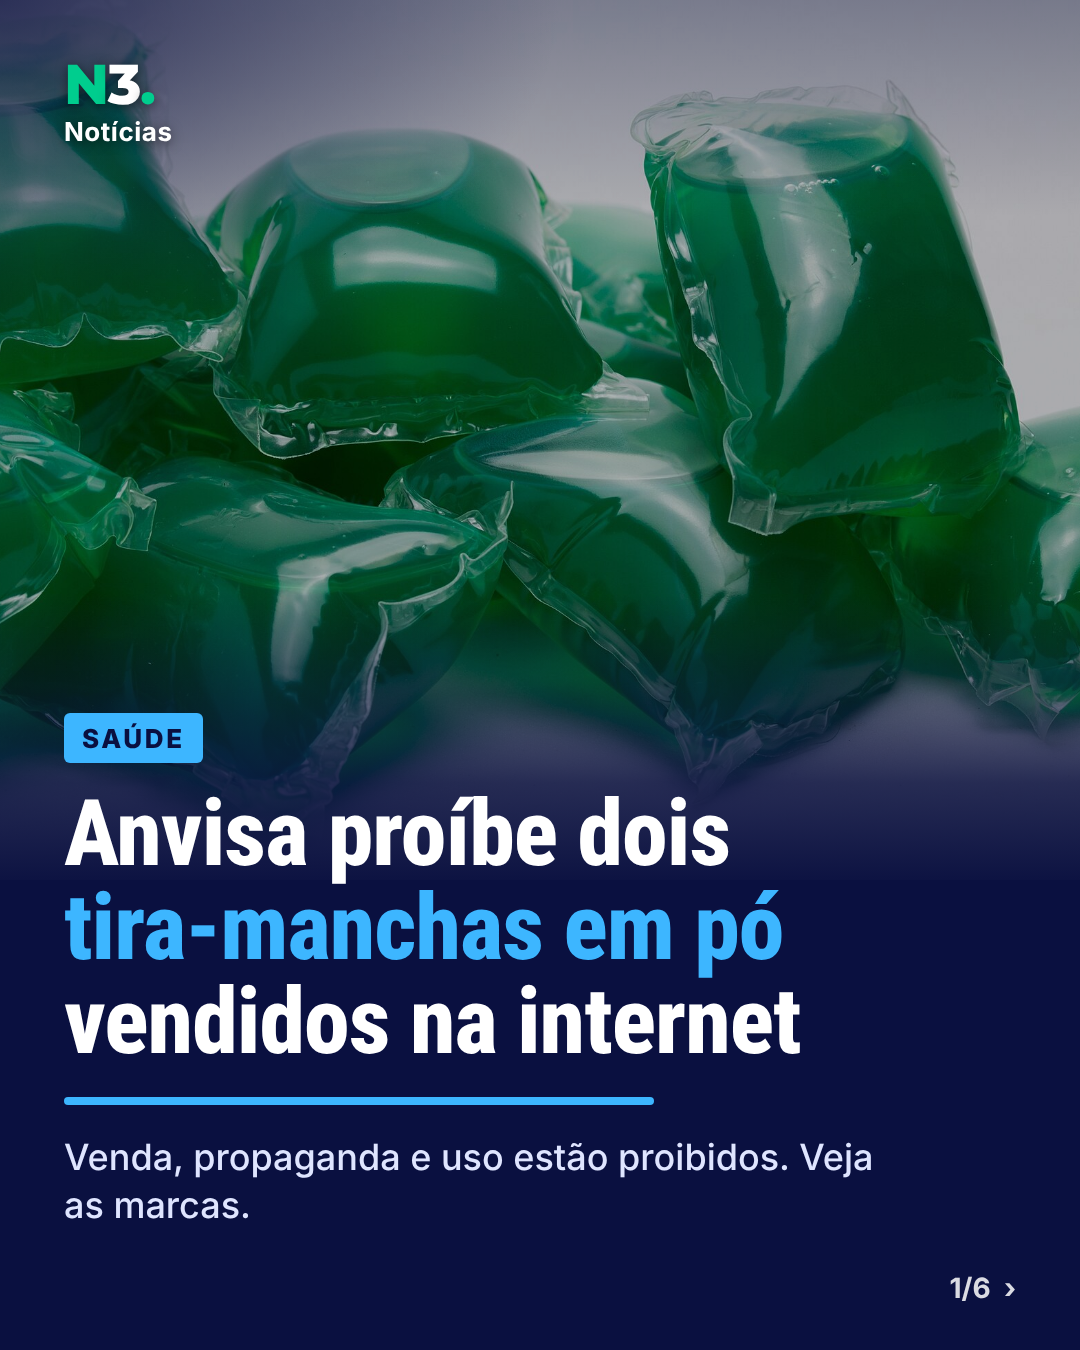 N3.
Notícias
SAÚDE
Anvisa proíbe dois
tira-manchas em pó
vendidos na internet
Venda, propaganda e uso estão proibidos. Veja
as marcas.
1/6 ›